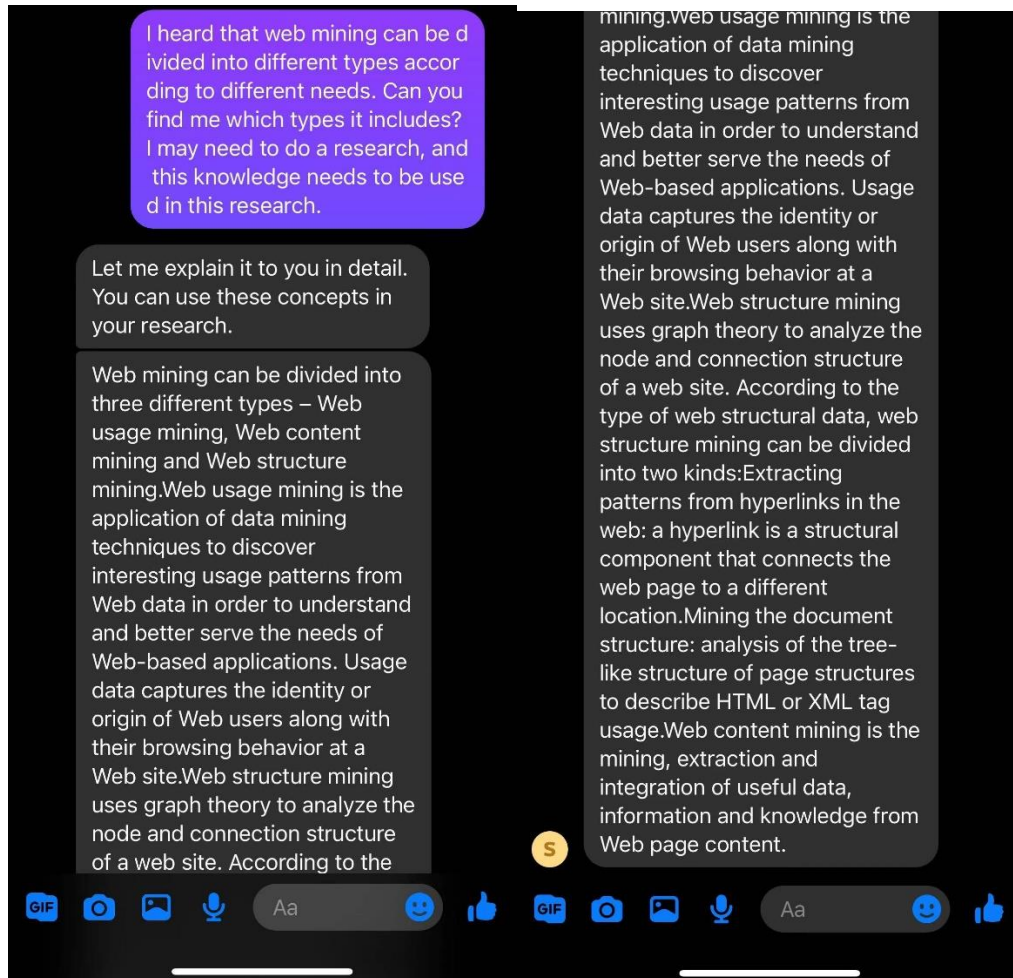 I heard that web mining can be d
ivided into different types accor
ding to different needs. Can you
find me which types it includes?
I may need to do a research, and
this knowledge needs to be use
d in this research.
Let me explain it to you in detail.
You can use these concepts in
your research.
Web mining can be divided into
three different types – Web
usage mining, Web content
mining and Web structure
mining.Web usage mining is the
application of data mining
techniques to discover
interesting usage patterns from
Web data in order to understand
and better serve the needs of
Web-based applications. Usage
data captures the identity or
origin of Web users along with
their browsing behavior at a
Web site.Web structure mining
uses graph theory to analyze the
node and connection structure
of a web site. According to the
GIF
Aa
mining.Web usage mining is the
application of data mining
techniques to discover
interesting usage patterns from
Web data in order to understand
and better serve the needs of
Web-based applications. Usage
data captures the identity or
origin of Web users along with
their browsing behavior at a
Web site.Web structure mining
uses graph theory to analyze the
node and connection structure
of a web site. According to the
type of web structural data, web
structure mining can be divided
into two kinds:Extracting
patterns from hyperlinks in the
web: a hyperlink is a structural
component that connects the
web page to a different
location.Mining the document
structure: analysis of the tree-
like structure of page structures
to describe HTML or XML tag
usage.Web content mining is the
mining, extraction and
integration of useful data,
information and knowledge from
Web page content.
S
GIF
Aa